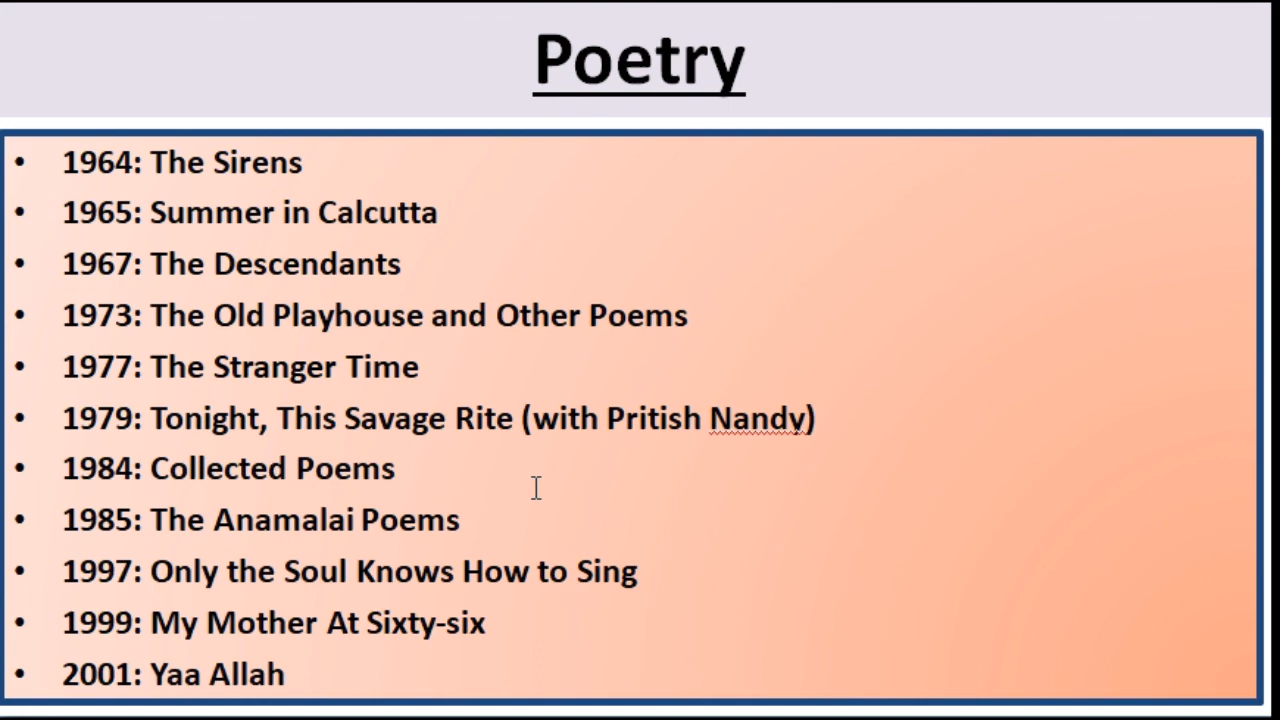 Poetry
• 1964: The Sirens
• 1965: Summer in Calcutta
• 1967: The Descendants
• 1973: The Old Playhouse and Other Poems
• 1977: The Stranger Time
• 1979: Tonight, This Savage Rite (with Pritish Nandy)
• 1984: Collected Poems
• 1985: The Anamalai Poems
• 1997: Only the Soul Knows How to Sing
• 1999: My Mother At Sixty-six
• 2001: Yaa Allah